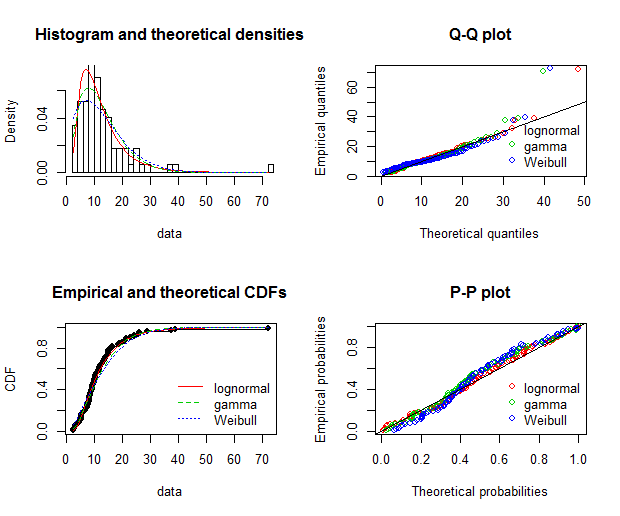 Histogram and theoretical densities
Density
0.00
0.04
0 10 20 30 40 50 60 70
data
Q-Q plot
Empirical quantiles
0
20
40
60
lognormal
gamma
Weibull
0 10 20 30 40 50
Theoretical quantiles
Empirical and theoretical CDFs
CDF
0.0
0.4
0.8
lognormal
gamma
Weibull
0 10 20 30 40 50 60 70
data
P-P plot
Empirical probabilities
0.0
0.4
0.8
lognormal
gamma
Weibull
0.0 0.2 0.4 0.6 0.8 1.0
Theoretical probabilities